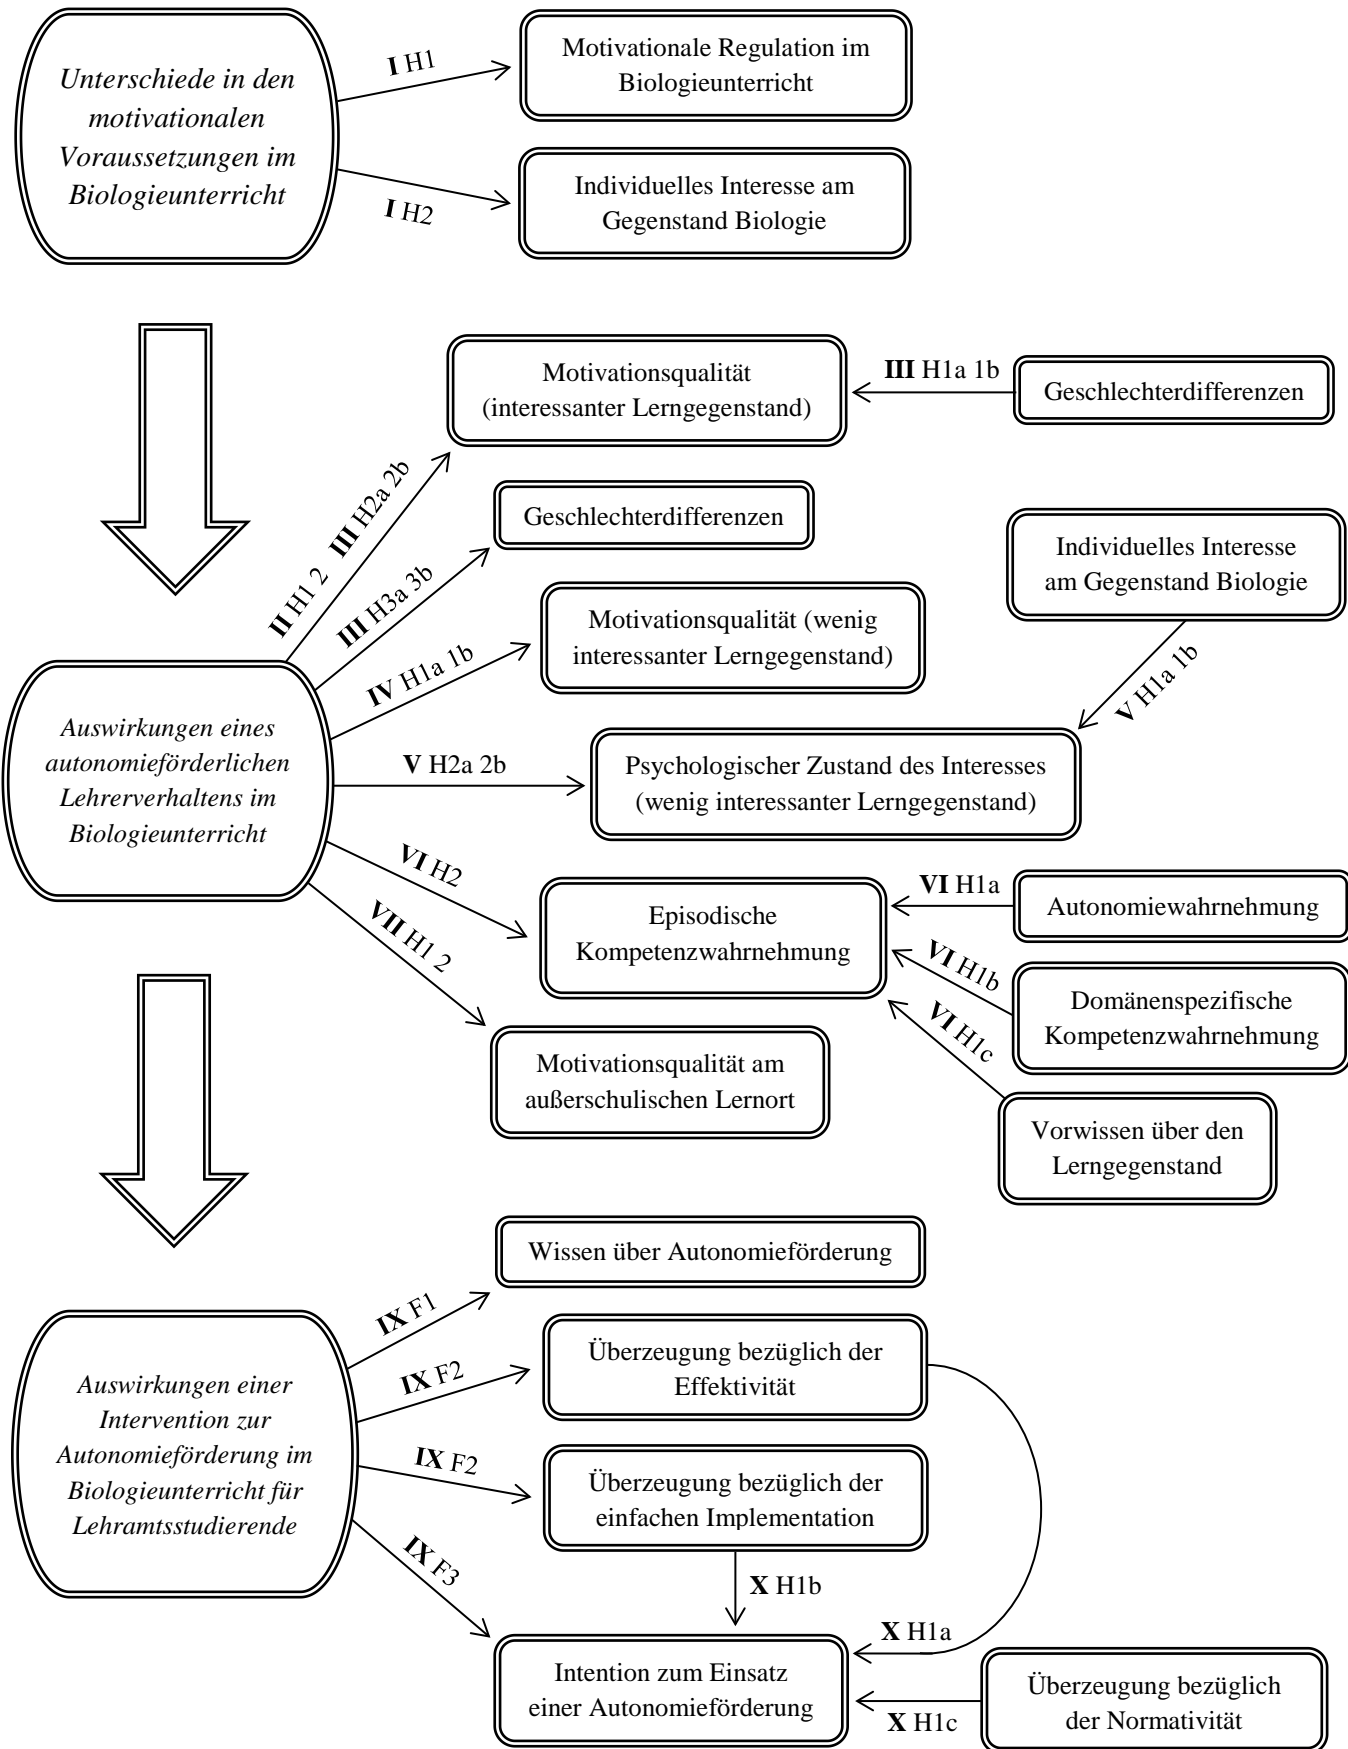 Unterschiede in den
motivationalen
Voraussetzungen im
Biologieunterricht
I H1
Motivationale Regulation im
Biologieunterricht
I H2
Individuelles Interesse am
Gegenstand Biologie
Motivationsqualität
(interessanter Lerngegenstand)
III H1a 1b
Geschlechterdifferenzen
II H1 2 III H2a 2b
Geschlechterdifferenzen
III H3a 3b
Individuelles Interesse
am Gegenstand Biologie
IV H1a 1b
Motivationsqualität (wenig
interessanter Lerngegenstand)
V H1a 1b
Auswirkungen eines
autonomieförderlichen
Lehrerverhaltens im
Biologieunterricht
V H2a 2b
Psychologischer Zustand des Interesses
(wenig interessanter Lerngegenstand)
VI H2
Episodische
Kompetenzwahrnehmung
VI H1a
Autonomiewahrnehmung
VI H1b
Domänenspezifische
Kompetenzwahrnehmung
VI H1c
Vorwissen über den
Lerngegenstand
VII H1 2
Motivationsqualität am
außerschulischen Lernort
Auswirkungen einer
Intervention zur
Autonomieförderung im
Biologieunterricht für
Lehramtsstudierende
IX F1
Wissen über Autonomieförderung
IX F2
Überzeugung bezüglich der
Effektivität
IX F2
Überzeugung bezüglich der
einfachen Implementation
IX F3
X H1b
X H1a
Intention zum Einsatz
einer Autonomieförderung
X H1c
Überzeugung bezüglich
der Normativität